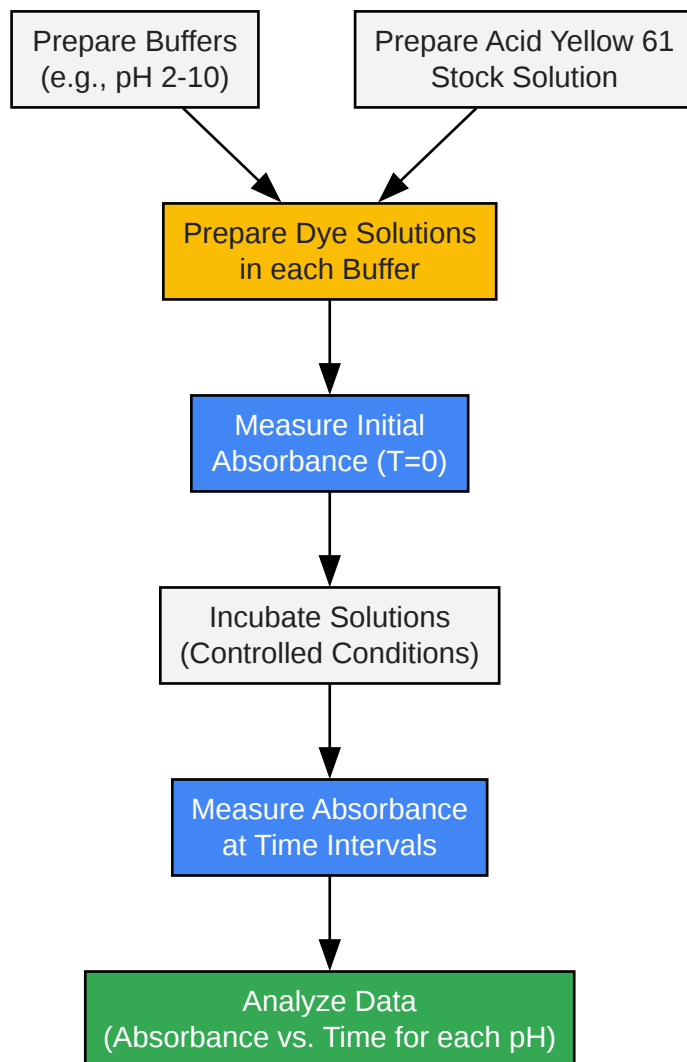 Prepare Buffers
(e.g., pH 2-10)
Prepare Acid Yellow 61
Stock Solution
Prepare Dye Solutions
in each Buffer
Measure Initial
Absorbance (T=0)
Incubate Solutions
(Controlled Conditions)
Measure Absorbance
at Time Intervals
Analyze Data
(Absorbance vs. Time for each pH)